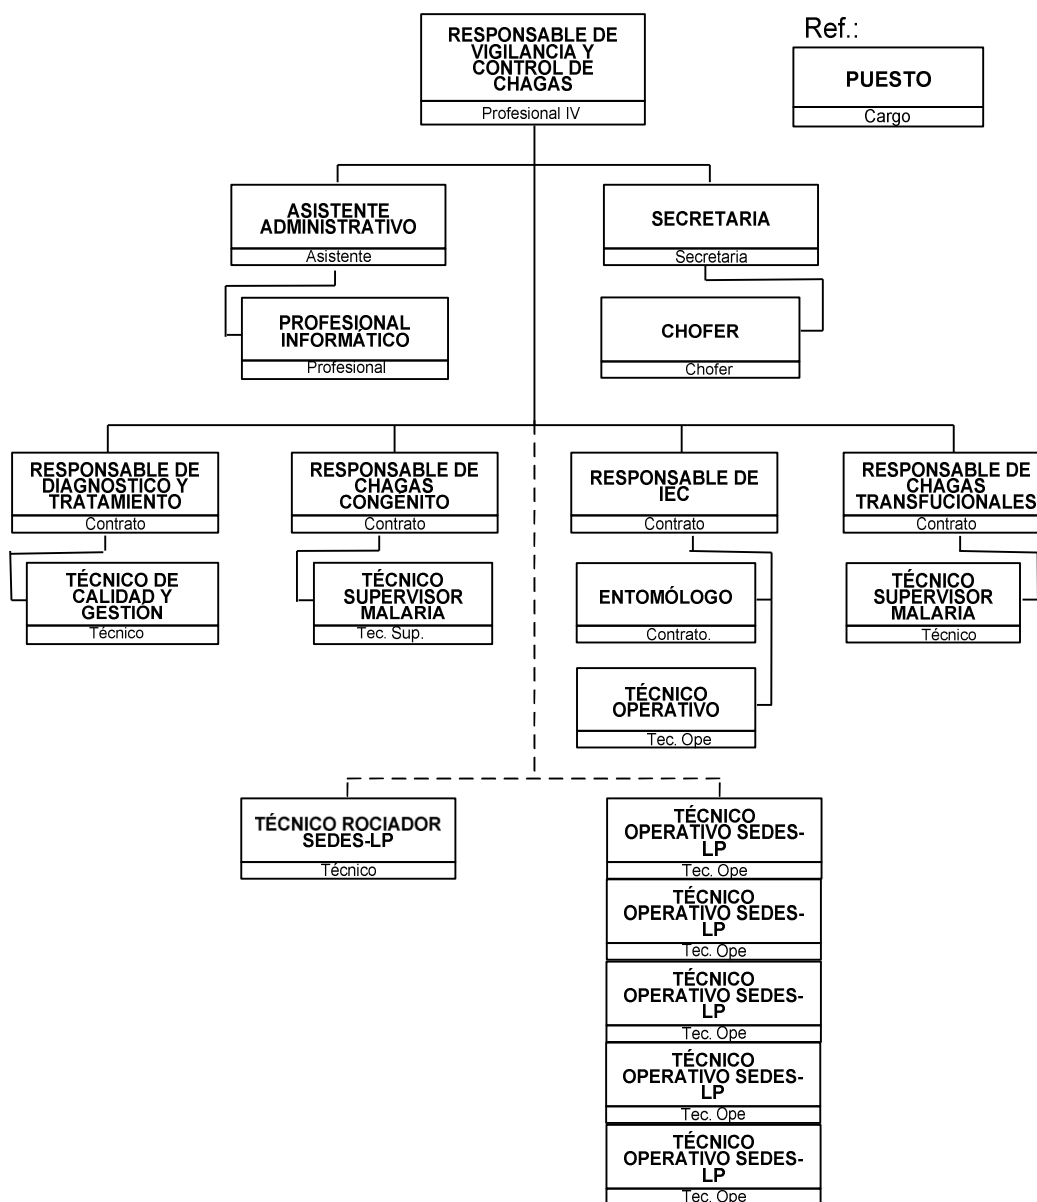 RESPONSABLE DE
VIGILANCIA Y
CONTROL DE
CHAGAS
Profesional IV
Ref.:
PUESTO
Cargo
ASISTENTE
ADMINISTRATIVO
Asistente
SECRETARIA
Secretaria
PROFESIONAL
INFORMÁTICO
Profesional
CHOFER
Chofer
RESPONSABLE DE
DIAGNOSTICO Y
TRATAMIENTO
Contrato
RESPONSABLE DE
CHAGAS
CONGENITO
Contrato
RESPONSABLE DE
IEC
Contrato
RESPONSABLE DE
CHAGAS
TRANSFUCIONALES
Contrato
TÉCNICO DE
CALIDAD Y
GESTIÓN
Técnico
TÉCNICO
SUPERVISOR
MALARIA
Tec. Sup.
ENTOMÓLOGO
Contrato.
TÉCNICO
SUPERVISOR
MALARIA
Técnico
TÉCNICO
OPERATIVO
Tec. Ope
TÉCNICO ROCIADOR
SEDES-LP
Técnico
TÉCNICO
OPERATIVO SEDES-
LP
Tec. Ope
TÉCNICO
OPERATIVO SEDES-
LP
Tec. Ope
TÉCNICO
OPERATIVO SEDES-
LP
Tec. Ope
TÉCNICO
OPERATIVO SEDES-
LP
Tec. Ope
TÉCNICO
OPERATIVO SEDES-
LP
Tec. Ope